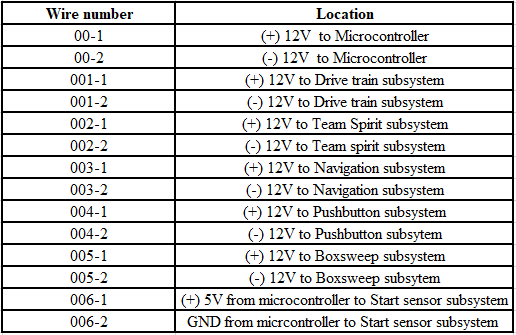 Wire number Location
00-1 (+) 12V to Microcontroller
00-2 (-) 12V to Microcontroller
001-1 (+) 12V to Drive train subsystem
001-2 (-) 12V to Drive train subsystem
002-1 (+) 12V to Team Spirit subsystem
002-2 (-) 12V to Team spirit subsystem
003-1 (+) 12V to Navigation subsystem
003-2 (-) 12V to Navigation subsystem
004-1 (+) 12V to Pushbutton subsystem
004-2 (-) 12V to Pushbutton subsytem
005-1 (+) 12V to Boxsweep subsytem
005-2 (-) 12V to Boxsweep subsytem
006-1 (+) 5V from microcontroller to Start sensor subsystem
006-2 GND from micrcontroller to Start sensor subsystem